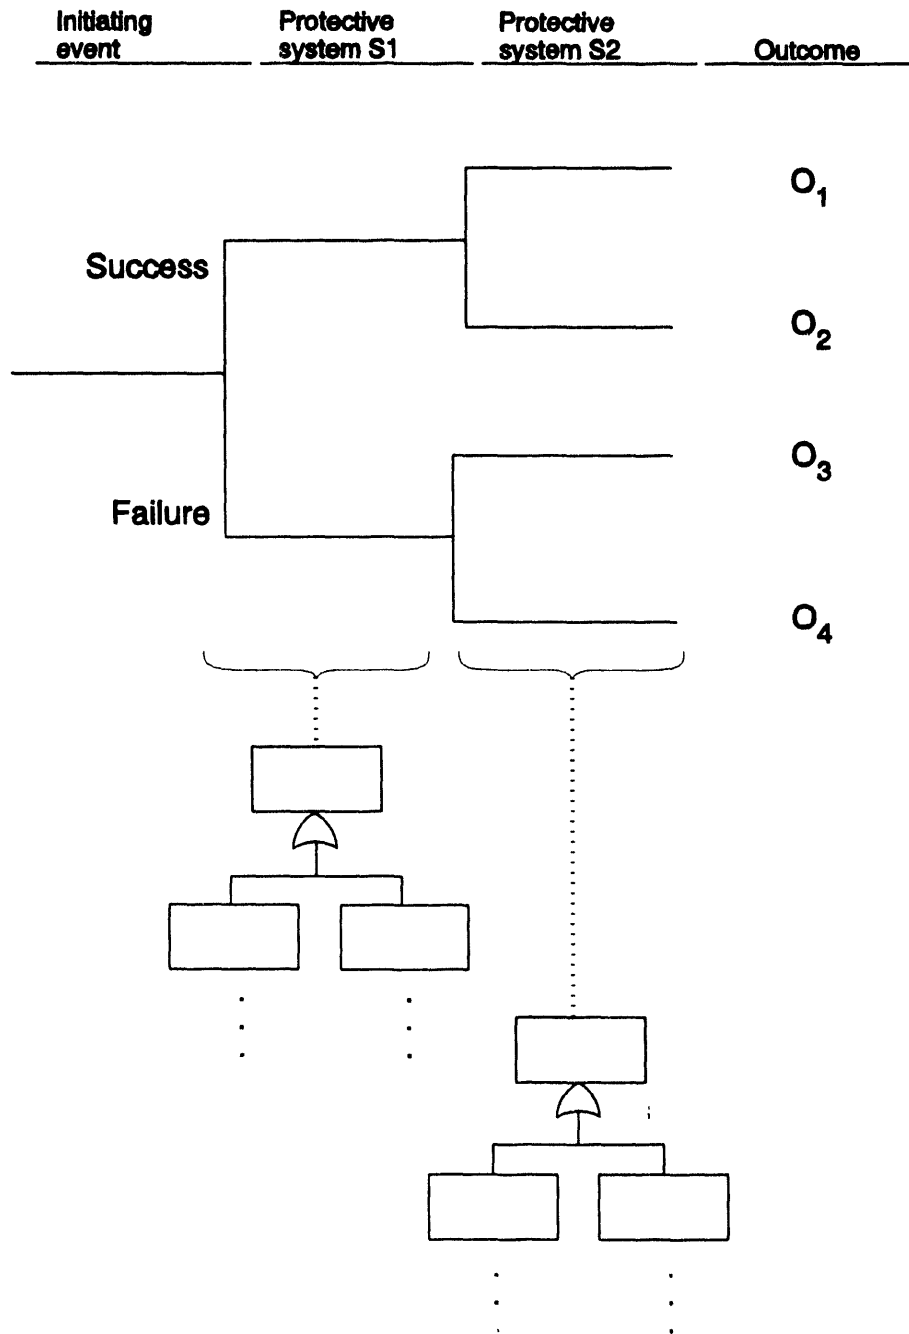 Initiating
event
Protective
system S1
Protective
system S2
Outcome
Success
Failure
O1
O2
O3
O4